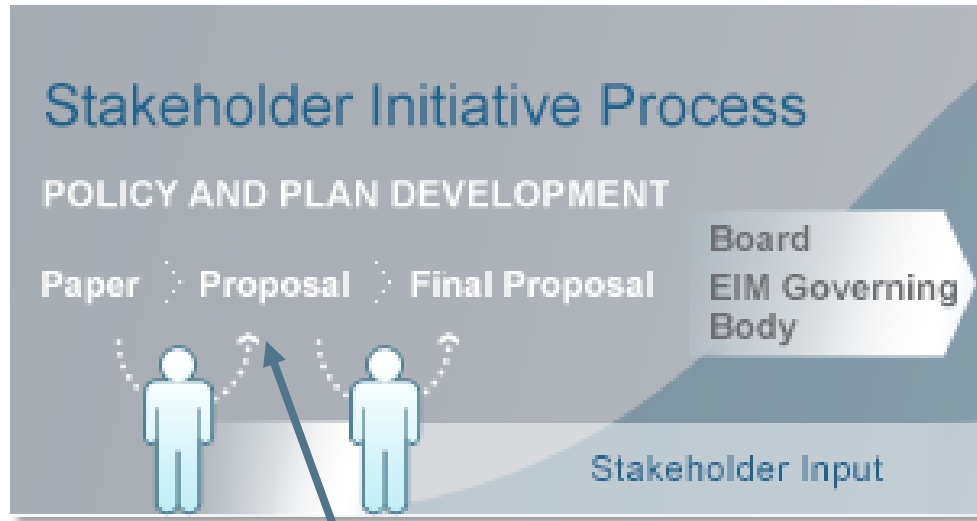 Stakeholder Initiative Process
POLICY AND PLAN DEVELOPMENT
Paper Proposal Final Proposal
Board
EIM Governing
Body
Stakeholder Input